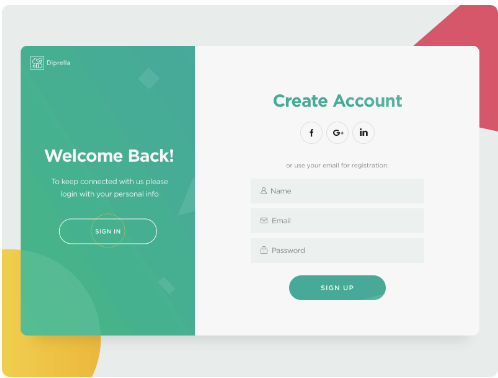 Diprella
Welcome Back!
To keep connected with us please
login with your personal info
SIGN IN
Create Account
f
G+
in
or use your email for registration:
Name
Email
Password
SIGN UP